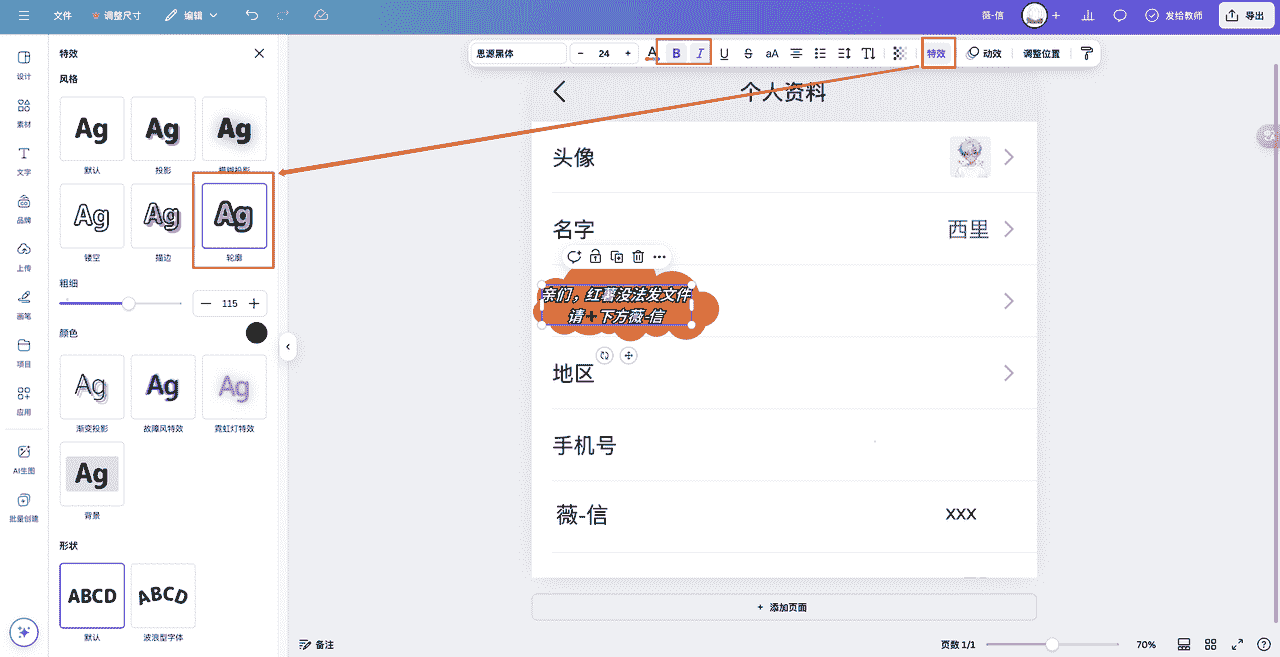 文件 调整尺寸 编辑 薇-信 发给教师 导出
设计
素材
文字
品牌
上传
画笔
项目
应用
AI生图
批量创建
特效
风格
Ag Ag Ag
默认 投影 模糊投影
Ag Ag Ag
镂空 描边 轮廓
粗细
115
颜色
Ag Ag Ag
渐变投影 故障风特效 霓虹灯特效
Ag
背景
形状
ABCD ABCD
默认 波浪型字体
思源黑体 − 24 + A B I U S aA 特效 动效 调整位置
个人资料
头像
名字 西里
亲们，红薯没法发文件
请+下方薇-信
地区
手机号
薇-信 XXX
+ 添加页面
备注 页数 1/1 70%